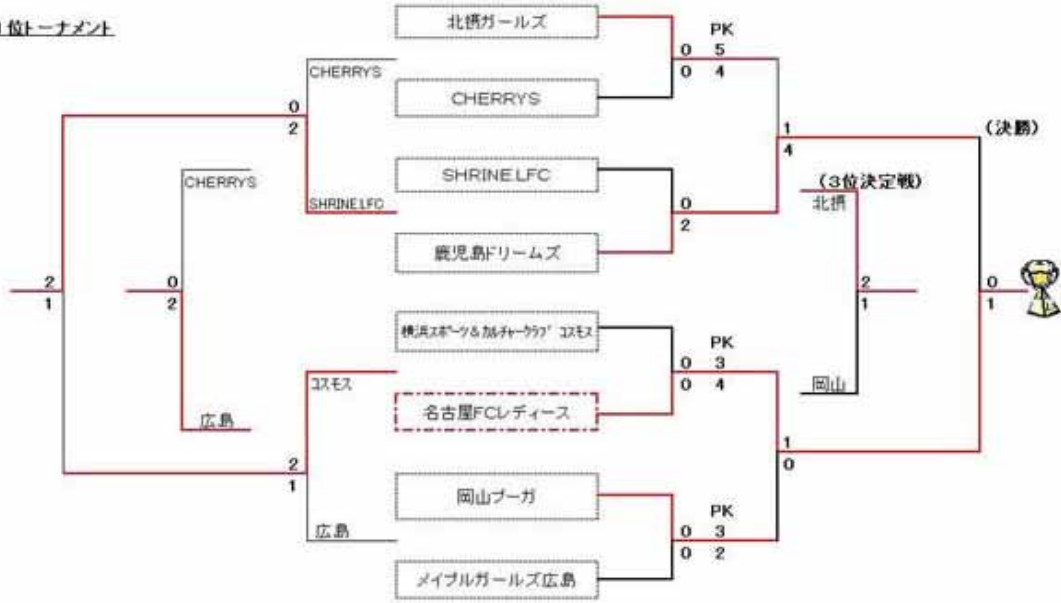 位トーナメント
北摂ガールズ
PK
0 5
0 4
CHERRYS
CHERRYS
0
2
1
4
(決勝)
SHRINE.LFC
CHERRYS
(3位決定戦)
SHRINE.LFC
北摂
0
2
鹿児島ドリームズ
2
1
0
2
2
1
0
1
横浜スポーツ&カルチャークラブ コスモス
PK
0 3
0 4
コスモス
岡山
名古屋FCレディース
広島
1
0
2
1
岡山ブーガ
PK
0 3
0 2
広島
メイプルガールズ広島